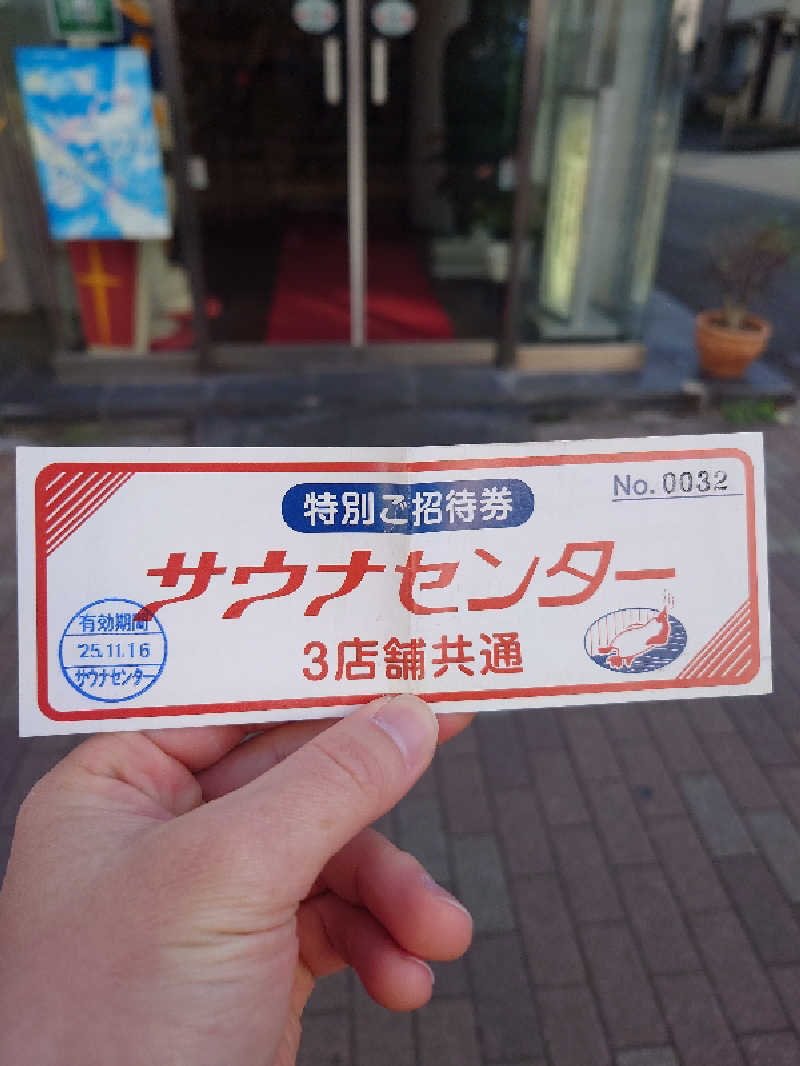 特別ご招待券
No. 0032
サウナセンター
3店舗共通
有効期間
'25.11.16
サウナセンター